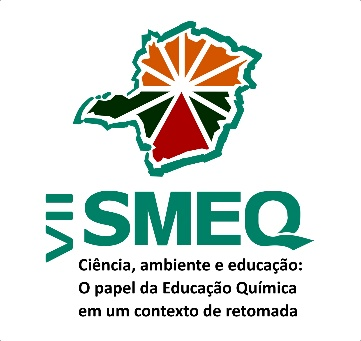 VII SMEQ
Ciência, ambiente e educação:
O papel da Educação Química
em um contexto de retomada